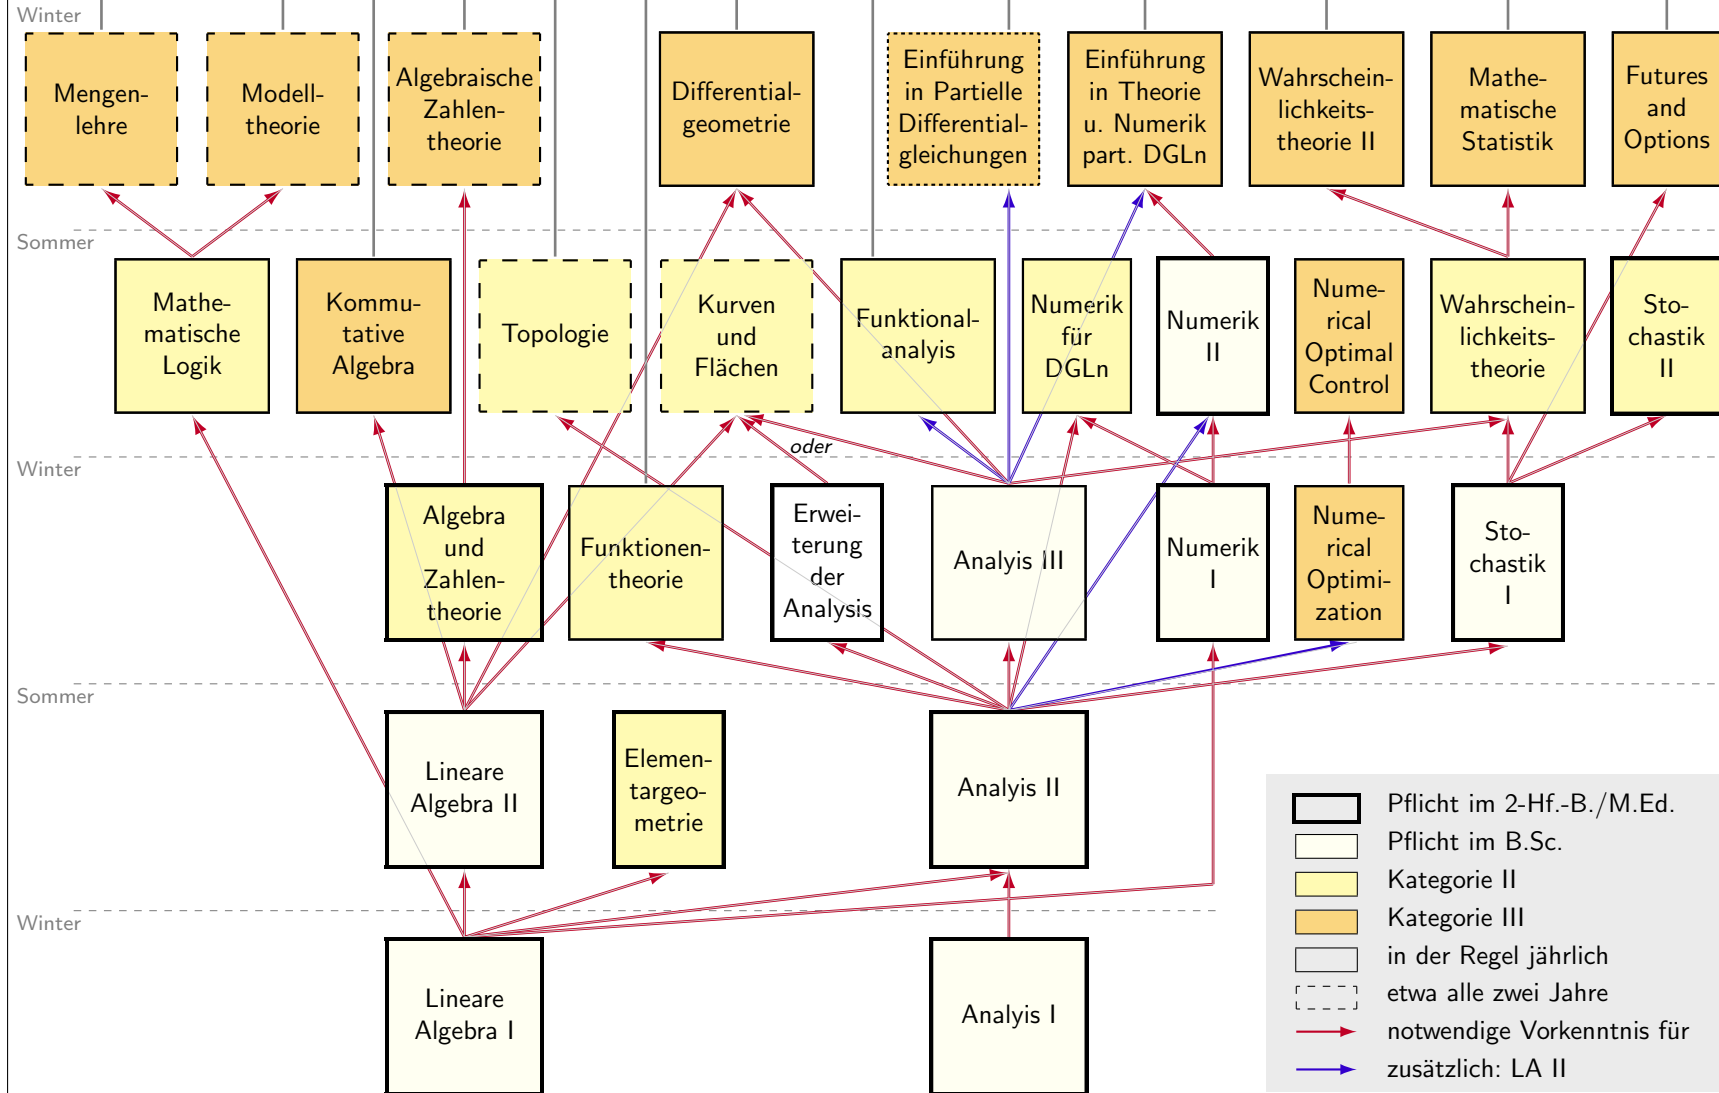 Winter
Mengen-
lehre
Modell-
theorie
Algebraische
Zahlen-
theorie
Differential-
geometrie
Einführung
in Partielle
Differential-
gleichungen
Einführung
in Theorie
u. Numerik
part. DGLn
Wahrschein-
lichkeits-
theorie II
Mathe-
matische
Statistik
Futures
and
Options
Sommer
Mathe-
matische
Logik
Kommu-
tative
Algebra
Topologie
Kurven
und
Flächen
Funktional-
analyis
Numerik
für
DGLn
Numerik
II
Nume-
rical
Optimal
Control
Wahrschein-
lichkeits-
theorie
Sto-
chastik
II
oder
Winter
Algebra
und
Zahlen-
theorie
Funktionen-
theorie
Erwei-
terung
der
Analysis
Analyis III
Numerik
I
Nume-
rical
Optimi-
zation
Sto-
chastik
I
Sommer
Lineare
Algebra II
Elemen-
targeo-
metrie
Analyis II
Winter
Lineare
Algebra I
Analyis I
Pflicht im 2-Hf.-B./M.Ed.
Pflicht im B.Sc.
Kategorie II
Kategorie III
in der Regel jährlich
etwa alle zwei Jahre
notwendige Vorkenntnis für
zusätzlich: LA II